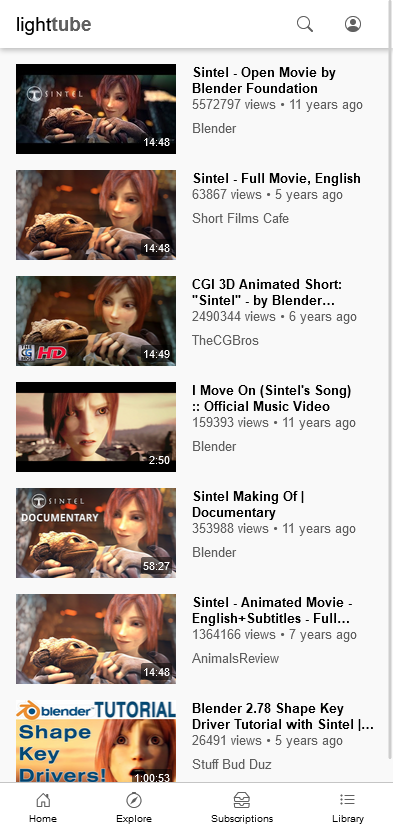 lighttube
SINTEL
14:48
Sintel - Open Movie by
Blender Foundation
5572797 views • 11 years ago
Blender
14:48
Sintel - Full Movie, English
63867 views • 5 years ago
Short Films Cafe
HD
14:49
CGI 3D Animated Short:
"Sintel" - by Blender…
2490344 views • 6 years ago
TheCGBros
2:50
I Move On (Sintel's Song)
:: Official Music Video
159393 views • 11 years ago
Blender
SINTEL
DOCUMENTARY
58:27
Sintel Making Of |
Documentary
353988 views • 11 years ago
Blender
14:48
Sintel - Animated Movie -
English+Subtitles - Full…
1364166 views • 7 years ago
AnimalsReview
blender TUTORIAL
Shape
Key
Drivers!
1:00:53
Blender 2.78 Shape Key
Driver Tutorial with Sintel |…
26491 views • 5 years ago
Stuff Bud Duz
Home
Explore
Subscriptions
Library